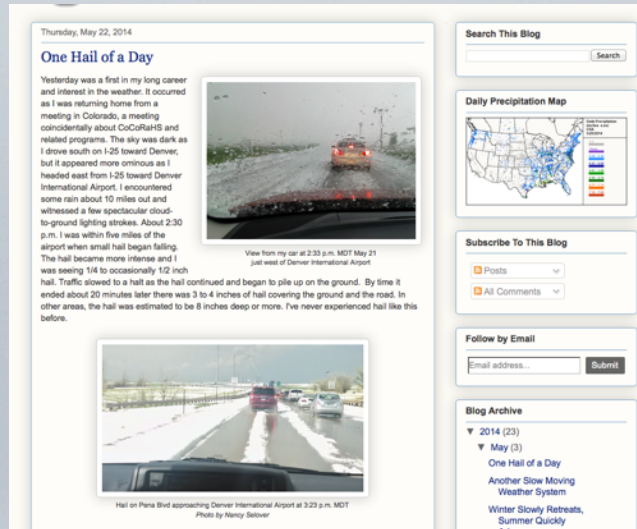 Thursday, May 22, 2014
One Hail of a Day
Yesterday was a first in my long career
and interest in the weather. It occurred
as I was returning home from a
meeting in Colorado, a meeting
coincidentally about CoCoRaHS and
related programs. The sky was dark as
I drove south on I-25 toward Denver,
but it appeared more ominous as I
headed east from I-25 toward Denver
International Airport. I encountered
some rain about 10 miles out and
witnessed a few spectacular cloud-
to-ground lighting strokes. About 2:30
p.m. I was within five miles of the
airport when small hail began falling.
The hail became more intense and I
was seeing 1/4 to occasionally 1/2 inch
hail. Traffic slowed to a halt as the hail continued and began to pile up on the ground. By time it
ended about 20 minutes later there was 3 to 4 inches of hail covering the ground and the road. In
other areas, the hail was estimated to be 8 inches deep or more. I've never experienced hail like this
before.
View from my car at 2:33 p.m. MDT May 21
just west of Denver International Airport
Hail on Pena Blvd approaching Denver International Airport at 3:23 p.m. MDT
Photo by Nancy Selover
Search This Blog
Search
Daily Precipitation Map
Subscribe To This Blog
Posts
All Comments
Follow by Email
Email address...
Submit
Blog Archive
▼ 2014 (23)
▼ May (3)
One Hail of a Day
Another Slow Moving
Weather System
Winter Slowly Retreats,
Summer Quickly